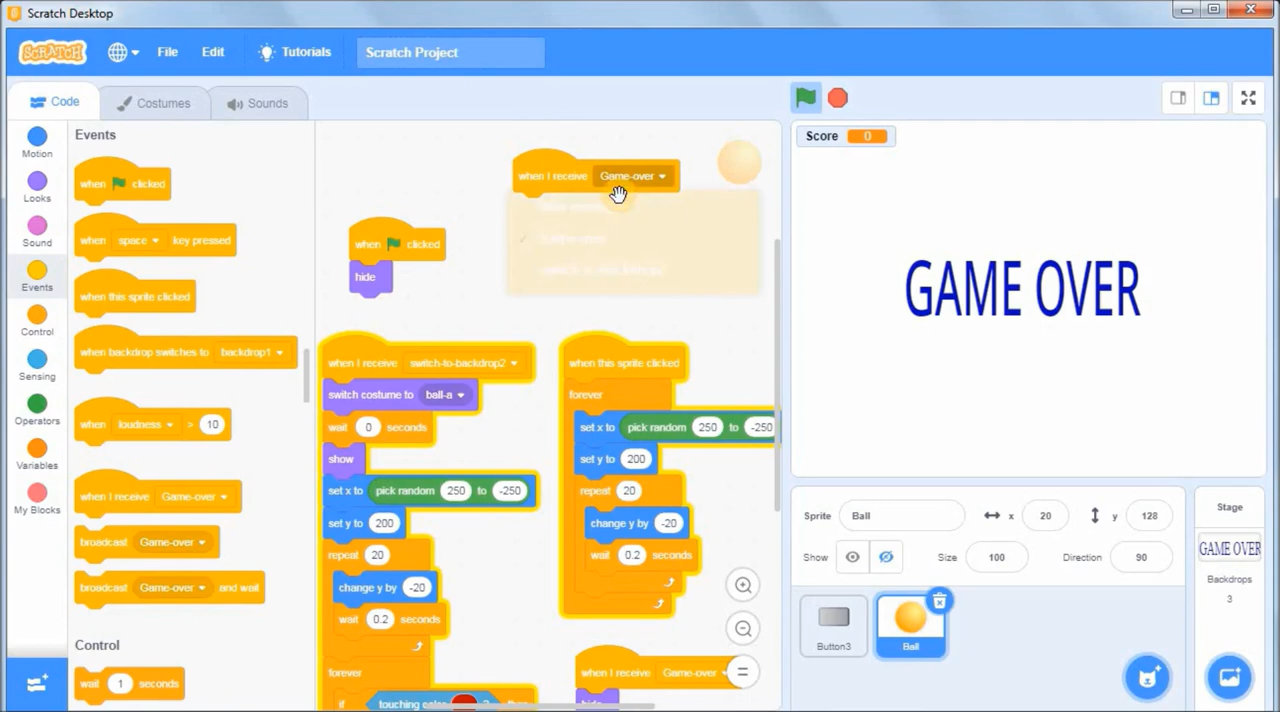 Scratch Desktop
SCRATCH File Edit Tutorials Scratch Project
Code Costumes Sounds
Motion
Looks
Sound
Events
Control
Sensing
Operators
Variables
My Blocks
Events
when clicked
when space key pressed
when this sprite clicked
when backdrop switches to backdrop1
when loudness > 10
when I receive Game-over
broadcast Game-over
broadcast Game-over and wait
Control
wait 1 seconds
when I receive Game-over
when clicked
hide
when I receive switch-to-backdrop2
switch costume to ball-a
wait 0 seconds
show
set x to pick random 250 to -250
set y to 200
repeat 20
change y by -20
wait 0.2 seconds
forever
if touching color ?
when this sprite clicked
forever
set x to pick random 250 to -250
set y to 200
repeat 20
change y by -20
wait 0.2 seconds
when I receive Game-over
hide
Score 0
GAME OVER
Sprite Ball x 20 y 128
Show Size 100 Direction 90
Button3
Ball
Stage
GAME OVER
Backdrops
3